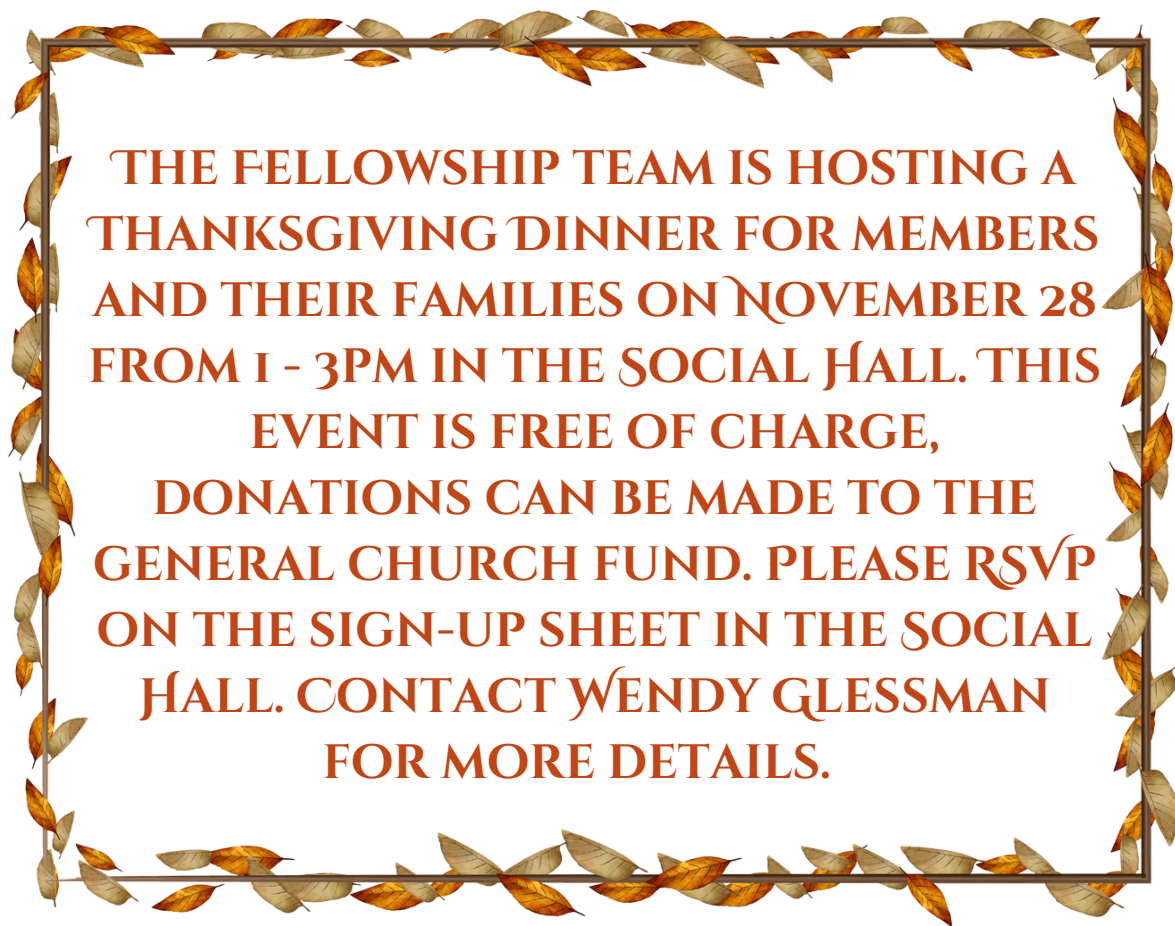 The Fellowship Team is hosting a
Thanksgiving Dinner for members
and their families on November 28
from 1 - 3pm in the Social Hall. This
event is free of charge,
donations can be made to the
general church fund. Please RSVP
on the sign-up sheet in the Social
Hall. Contact Wendy Glessman
for more details.